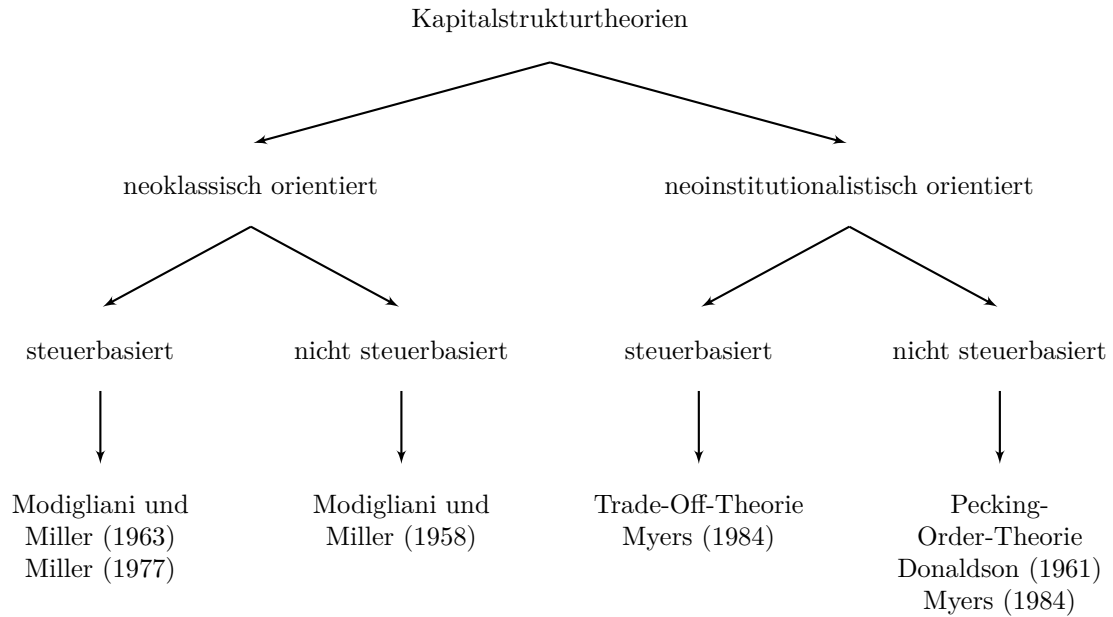 Kapitalstrukturtheorien
neoklassisch orientiert
neoinstitutionalistisch orientiert
steuerbasiert
nicht steuerbasiert
steuerbasiert
nicht steuerbasiert
Modigliani und
Miller (1963)
Miller (1977)
Modigliani und
Miller (1958)
Trade-Off-Theorie
Myers (1984)
Pecking-
Order-Theorie
Donaldson (1961)
Myers (1984)